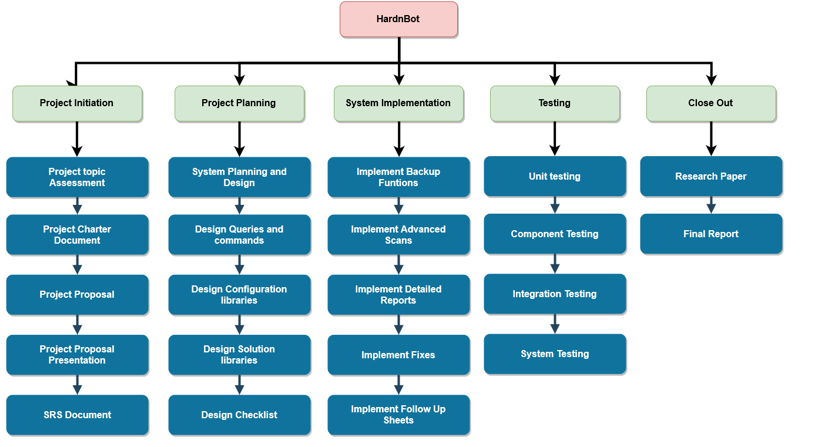 HardnBot
Project Initiation
Project Planning
System Implementation
Testing
Close Out
Project topic
Assessment
System Planning and
Design
Implement Backup
Funtions
Unit testing
Research Paper
Project Charter
Document
Design Queries and
commands
Implement Advanced
Scans
Component Testing
Final Report
Project Proposal
Design Configuration
libraries
Implement Detailed
Reports
Integration Testing
Project Proposal
Presentation
Design Solution
libraries
Implement Fixes
System Testing
SRS Document
Design Checklist
Implement Follow Up
Sheets